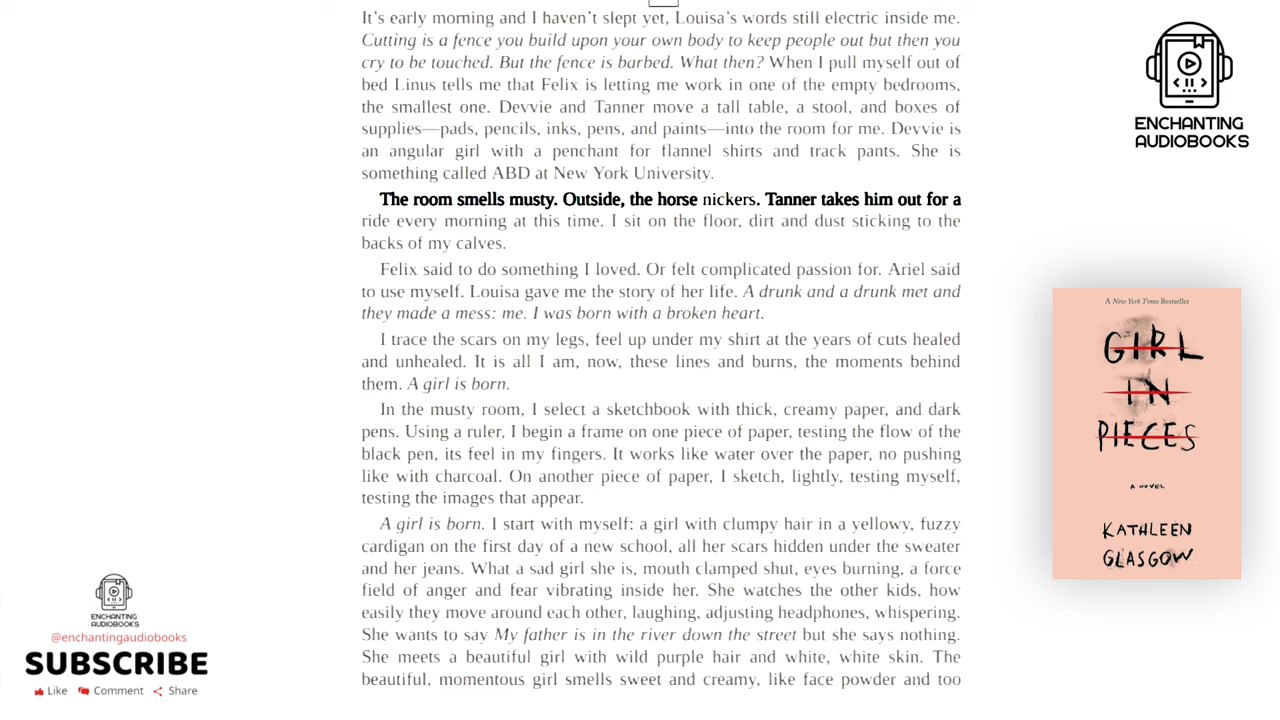 It's early morning and I haven't slept yet, Louisa's words still electric inside me.
Cutting is a fence you build upon your own body to keep people out but then you
cry to be touched. But the fence is barbed. What then? When I pull myself out of
bed Linus tells me that Felix is letting me work in one of the empty bedrooms,
the smallest one. Devvie and Tanner move a tall table, a stool, and boxes of
supplies—pads, pencils, inks, pens, and paints—into the room for me. Devvie is
an angular girl with a penchant for flannel shirts and track pants. She is
something called ABD at New York University.
The room smells musty. Outside, the horse nickers. Tanner takes him out for a
ride every morning at this time. I sit on the floor, dirt and dust sticking to the
backs of my calves.
Felix said to do something I loved. Or felt complicated passion for. Ariel said
to use myself. Louisa gave me the story of her life. A drunk and a drunk met and
they made a mess: me. I was born with a broken heart.
I trace the scars on my legs, feel up under my shirt at the years of cuts healed
and unhealed. It is all I am, now, these lines and burns, the moments behind
them. A girl is born.
In the musty room, I select a sketchbook with thick, creamy paper, and dark
pens. Using a ruler, I begin a frame on one piece of paper, testing the flow of the
black pen, its feel in my fingers. It works like water over the paper, no pushing
like with charcoal. On another piece of paper, I sketch, lightly, testing myself,
testing the images that appear.
A girl is born. I start with myself: a girl with clumpy hair in a yellowy, fuzzy
cardigan on the first day of a new school, all her scars hidden under the sweater
and her jeans. What a sad girl she is, mouth clamped shut, eyes burning, a force
field of anger and fear vibrating inside her. She watches the other kids, how
easily they move around each other, laughing, adjusting headphones, whispering.
She wants to say My father is in the river down the street but she says nothing.
She meets a beautiful girl with wild purple hair and white, white skin. The
beautiful, momentous girl smells sweet and creamy, like face powder and too
ENCHANTING
AUDIOBOOKS
A New York Times Bestseller
GIRL
IN
PIECES
A NOVEL
KATHLEEN
GLASGOW
ENCHANTING
AUDIOBOOKS
@enchantingaudiobooks
SUBSCRIBE
Like Comment Share